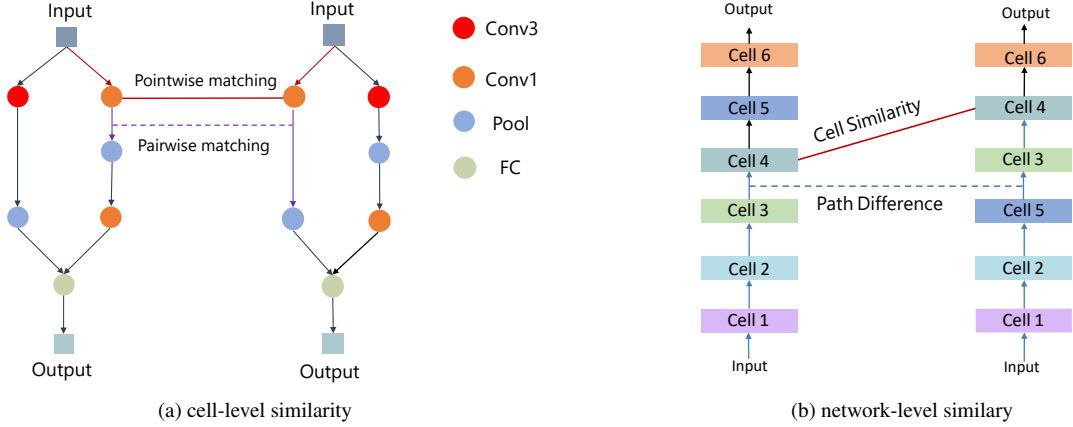 Input
Input
Pointwise matching
Pairwise matching
Output
Output
Conv3
Conv1
Pool
FC
(a) cell-level similarity
Output
Cell 6
Cell 5
Cell 4
Cell 3
Cell 2
Cell 1
Input
Cell Similarity
Path Difference
Output
Cell 6
Cell 4
Cell 3
Cell 5
Cell 2
Cell 1
Input
(b) network-level similary